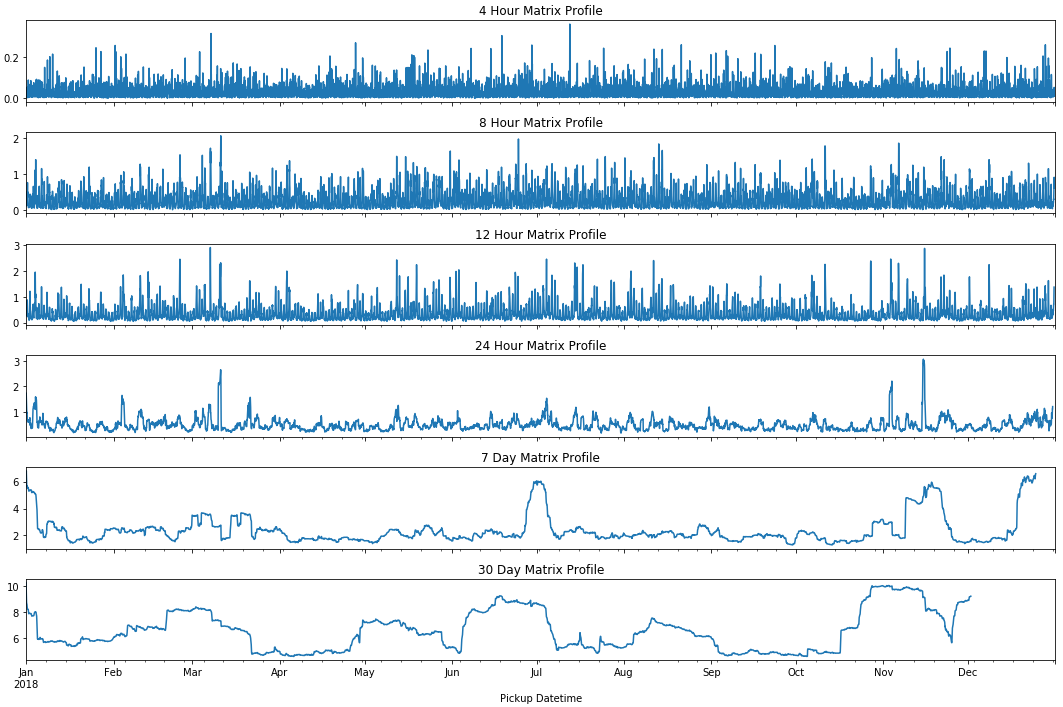 4 Hour Matrix Profile
0.2
0.0
8 Hour Matrix Profile
2
1
0
12 Hour Matrix Profile
3
2
1
0
24 Hour Matrix Profile
3
2
1
7 Day Matrix Profile
6
4
2
30 Day Matrix Profile
10
8
6
Jan Feb Mar Apr May Jun Jul Aug Sep Oct Nov Dec
2018
Pickup Datetime